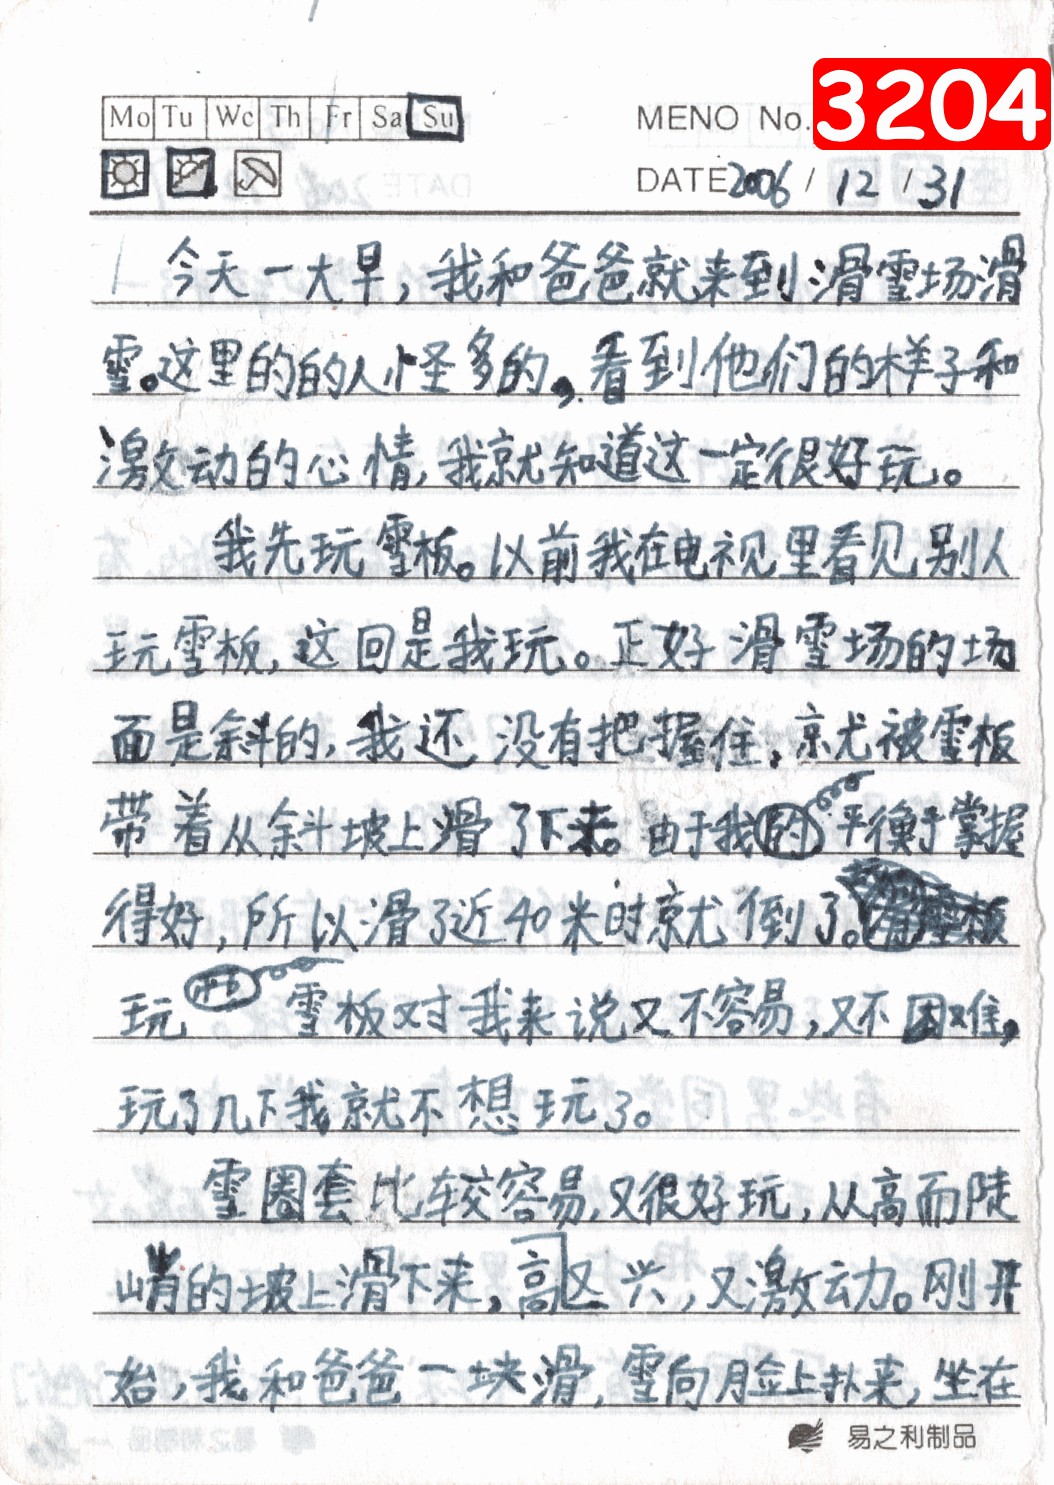 Mo Tu We Th Fr Sa Su
MENO No.
3204
DATE 2006 / 12 / 31
今天一大早,我和爸爸就来到滑雪场滑
雪。这里的的人怪多的,看到他们的样子和
激动的心情,我就知道这一定很好玩。
我先玩雪板。以前我在电视里看见别人
玩雪板,这回是我玩。正好滑雪场的场
面是斜的,我还没有把握住,就被雪板
带着从斜坡上滑了下来。由于我平衡于掌握
得好,所以滑了近40米时就倒了。
玩雪板对我来说又不容易,又不困难,
玩了几下我就不想玩了。
雪圈套比较容易,又很好玩,从高而陡
峭的坡上滑下来,高兴,又激动。刚开
始,我和爸爸一块滑,雪向脸上扑来,坐在
易之利制品